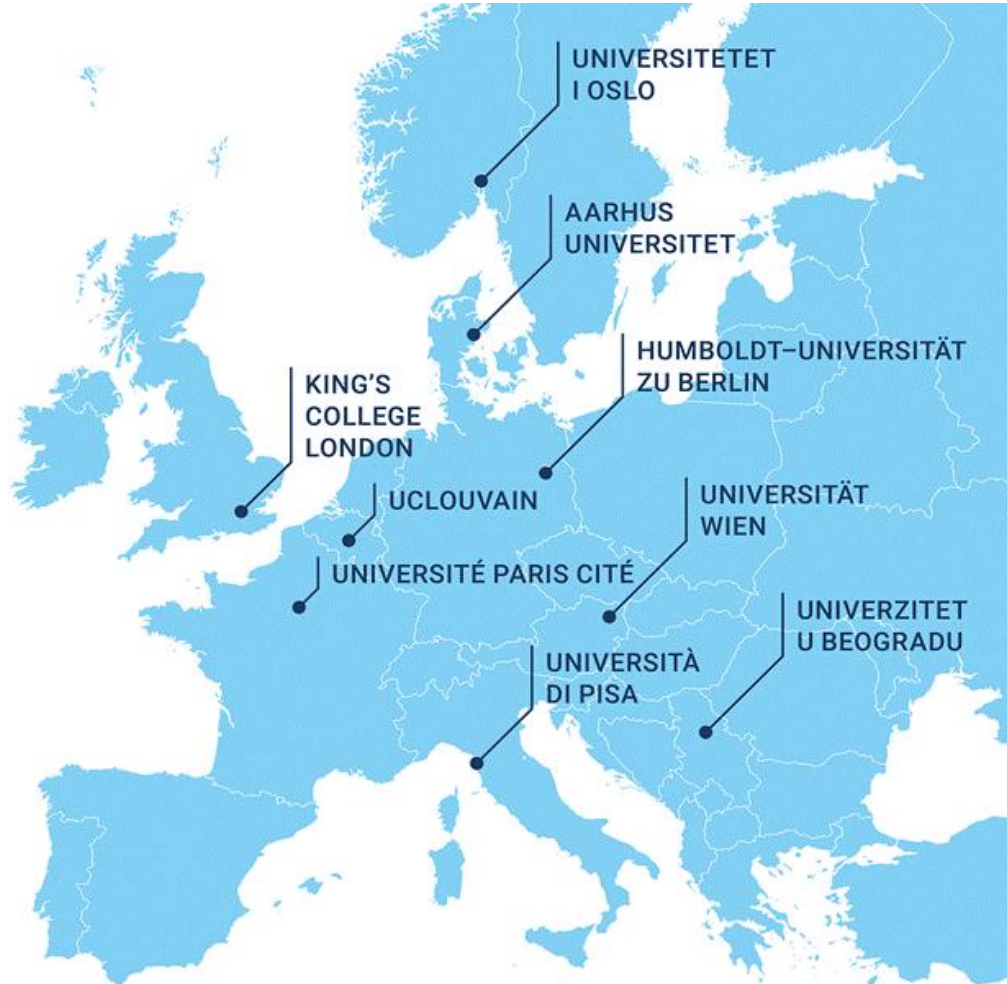 UNIVERSITETET
I OSLO
AARHUS
UNIVERSITET
HUMBOLDT–UNIVERSITÄT
ZU BERLIN
KING'S
COLLEGE
LONDON
UCLOUVAIN
UNIVERSITÄT
WIEN
UNIVERSITÉ PARIS CITÉ
UNIVERZITET
U BEOGRADU
UNIVERSITÀ
DI PISA